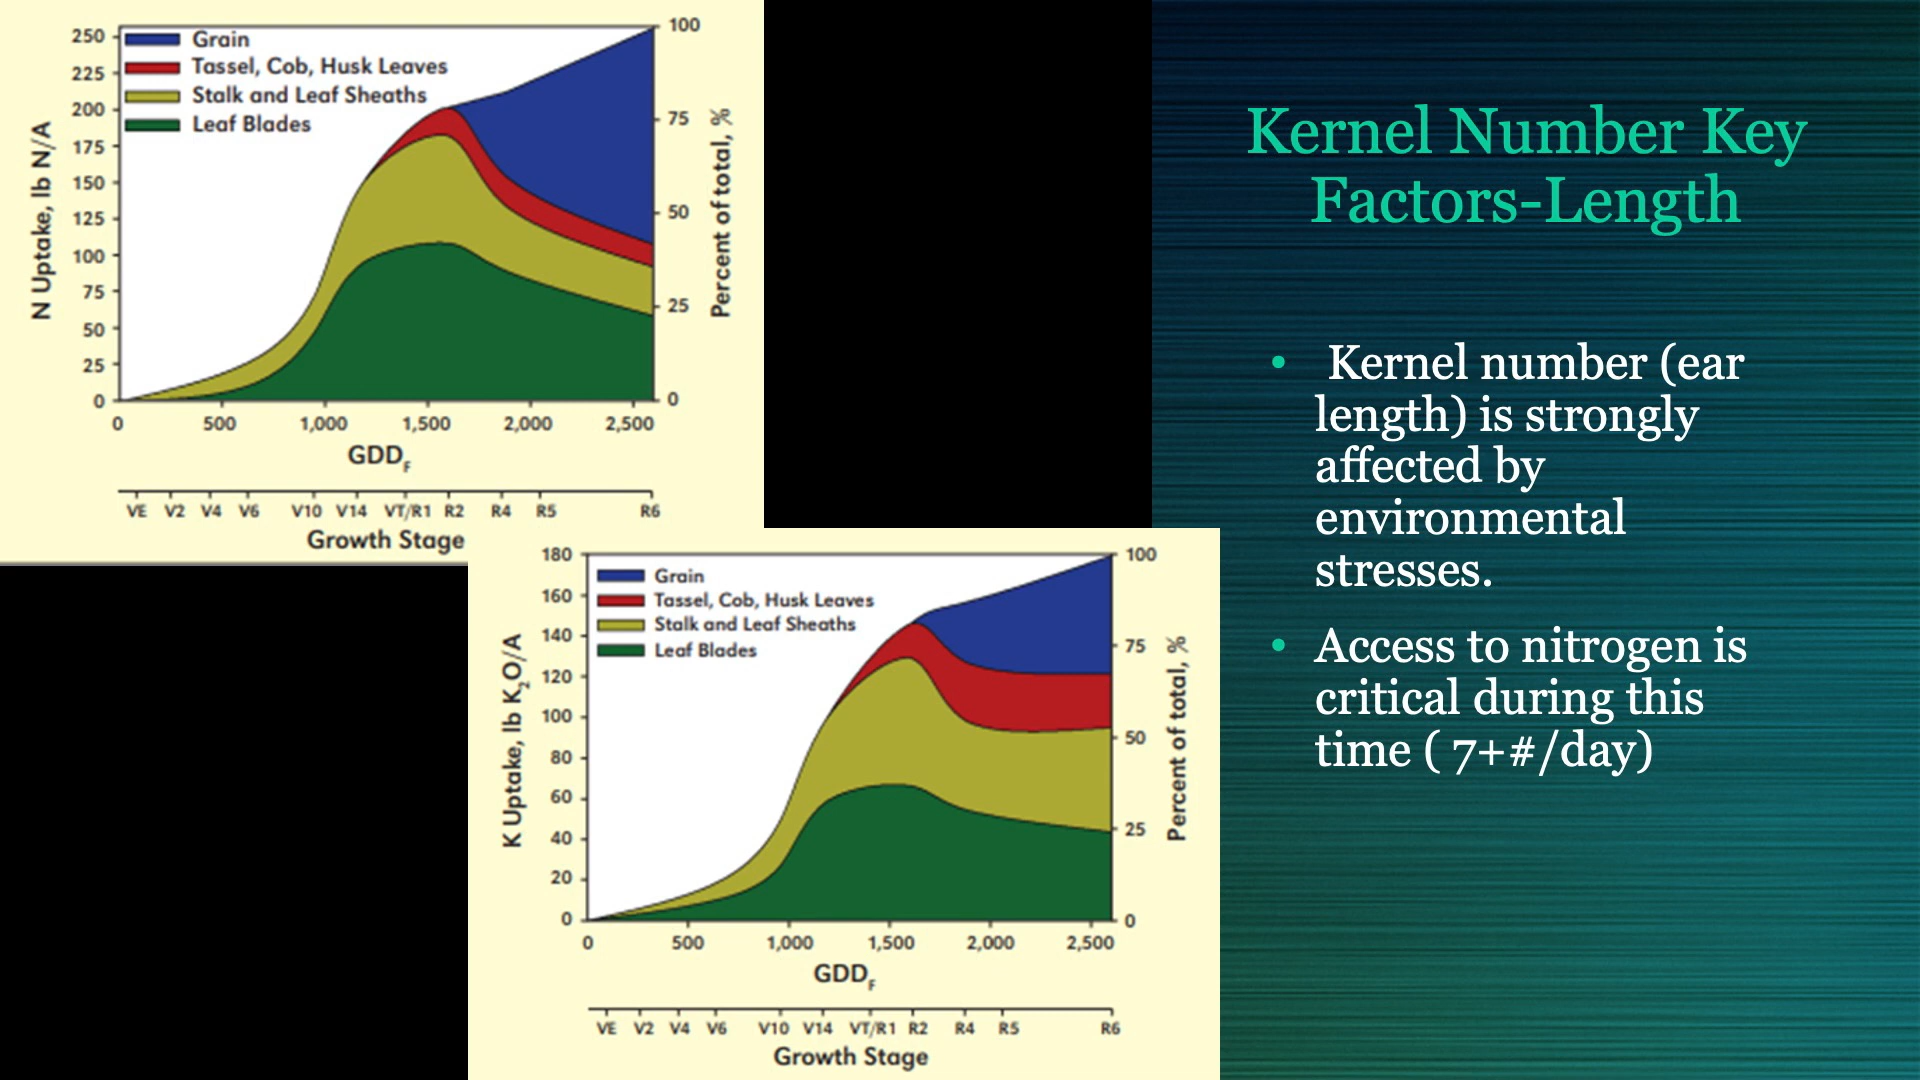 250
225
200
175
150
125
100
75
50
25
0
N Uptake, lb N/A
Grain
Tassel, Cob, Husk Leaves
Stalk and Leaf Sheaths
Leaf Blades
100
75
50
25
0
Percent of total, %
0 500 1,000 1,500 2,000 2,500
GDDF
VE V2 V4 V6 V10 V14 VT/R1 R2 R4 R5 R6
Growth Stage
180
160
140
120
100
80
60
40
20
0
K Uptake, lb K2O/A
Grain
Tassel, Cob, Husk Leaves
Stalk and Leaf Sheaths
Leaf Blades
100
75
50
25
0
Percent of total, %
0 500 1,000 1,500 2,000 2,500
GDDF
VE V2 V4 V6 V10 V14 VT/R1 R2 R4 R5 R6
Growth Stage
Kernel Number Key
Factors-Length
• Kernel number (ear
length) is strongly
affected by
environmental
stresses.
• Access to nitrogen is
critical during this
time ( 7+#/day)